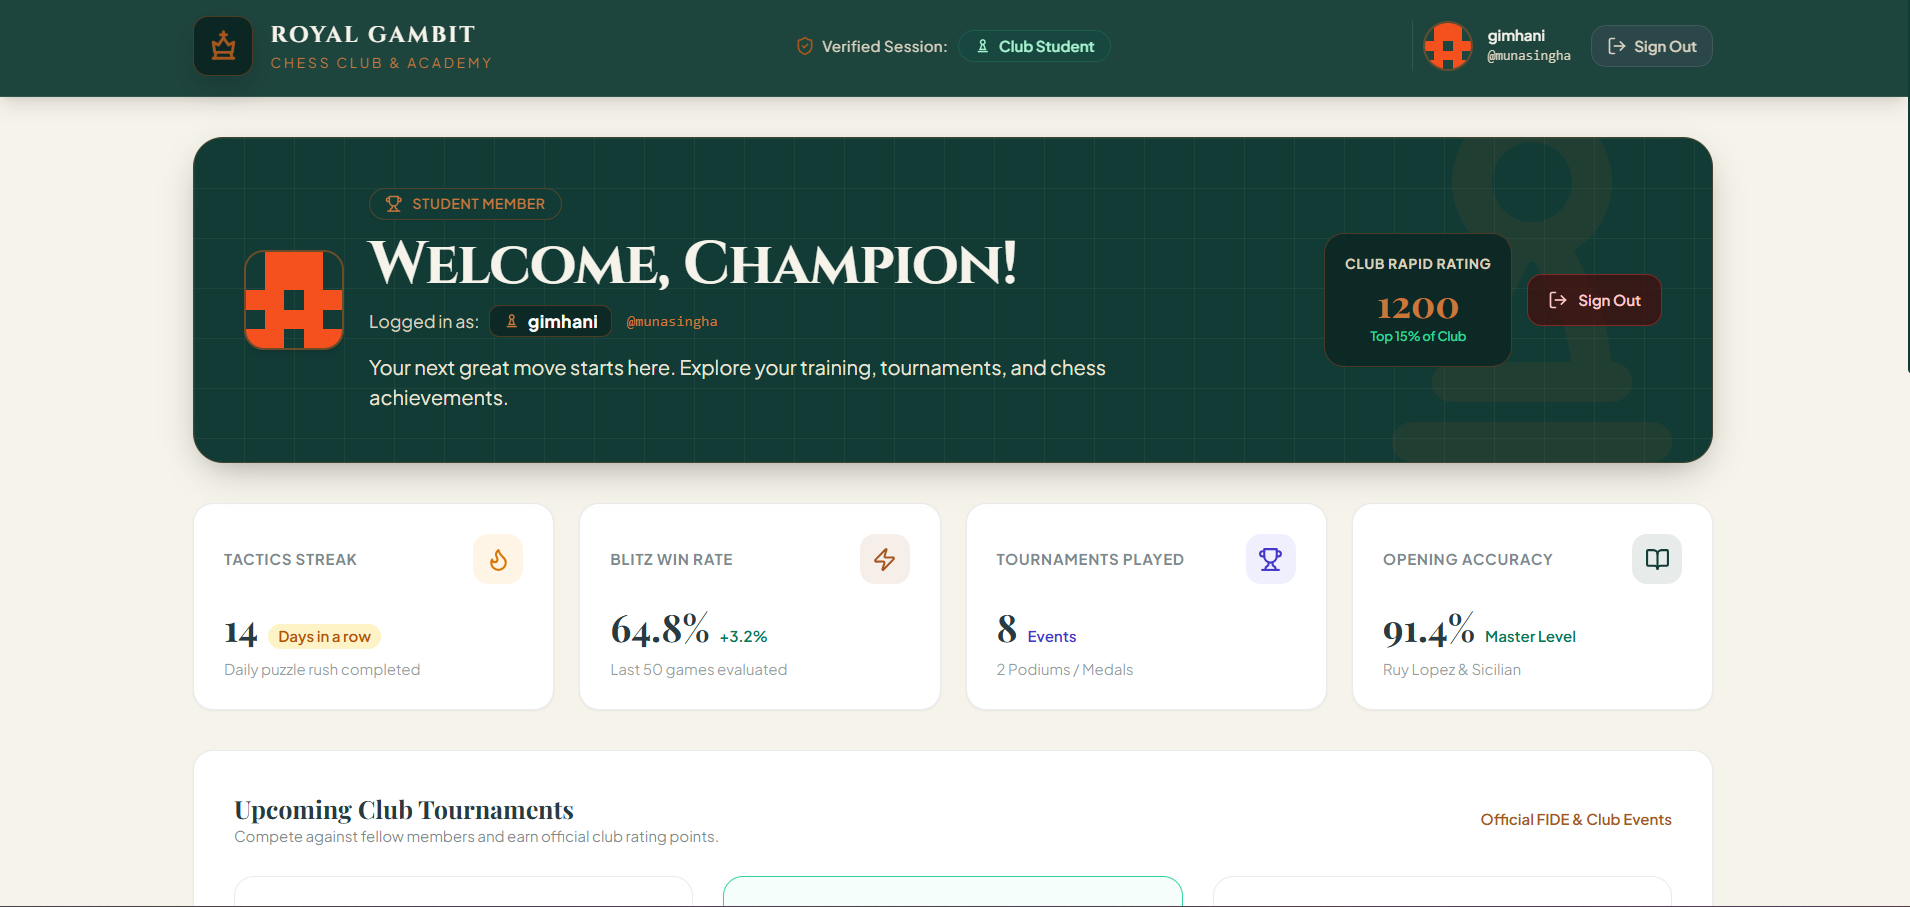 ROYAL GAMBIT
CHESS CLUB & ACADEMY
Verified Session:
Club Student
gimhani
@munasingha
Sign Out
STUDENT MEMBER
WELCOME, CHAMPION!
Logged in as:
gimhani
@munasingha
Your next great move starts here. Explore your training, tournaments, and chess
achievements.
CLUB RAPID RATING
1200
Top 15% of Club
Sign Out
TACTICS STREAK
14 Days in a row
Daily puzzle rush completed
BLITZ WIN RATE
64.8% +3.2%
Last 50 games evaluated
TOURNAMENTS PLAYED
8 Events
2 Podiums / Medals
OPENING ACCURACY
91.4% Master Level
Ruy Lopez & Sicilian
Upcoming Club Tournaments
Compete against fellow members and earn official club rating points.
Official FIDE & Club Events